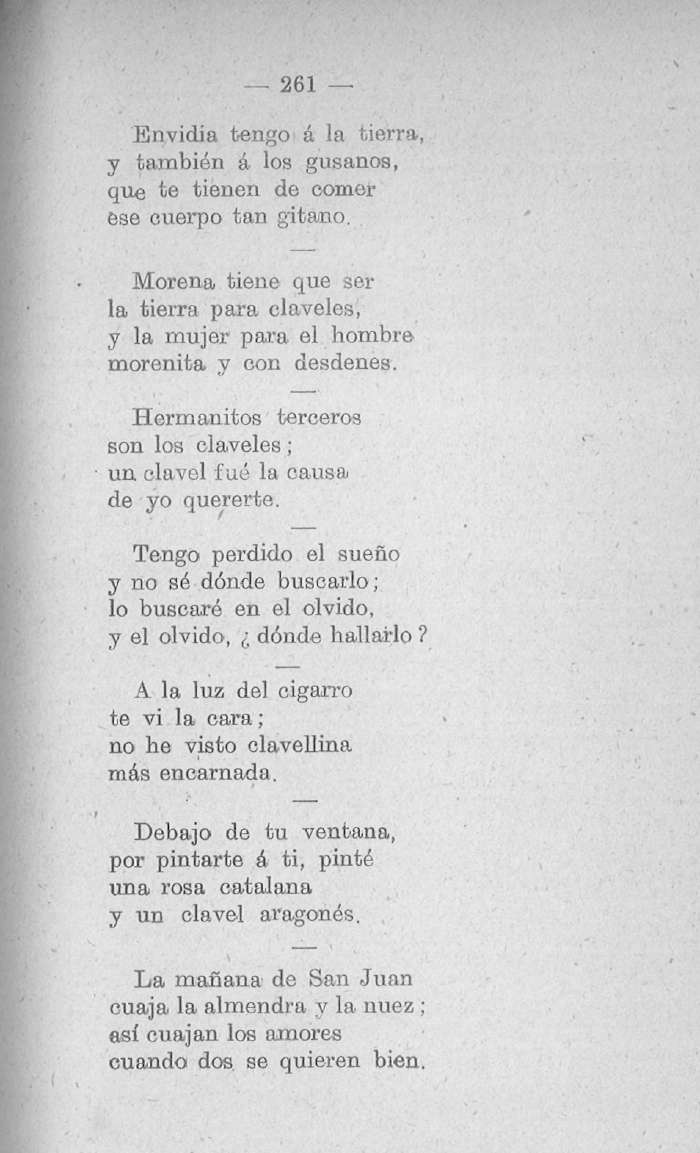 — 261 —
Envidia tengo á la tierra,
y también á los gusanos,
que te tienen de comer
ese cuerpo tan gitano.
—
Morena tiene que ser
la tierra para claveles,
y la mujer para el hombre
morenita y con desdenes.
—
Hermanitos terceros
son los claveles;
un clavel fué la causa
de yo quererte.
—
Tengo perdido el sueño
y no sé dónde buscarlo;
lo buscaré en el olvido,
y el olvido, ¿dónde hallarlo?
—
A la luz del cigarro
te vi la cara;
no he visto clavellina
más encarnada.
—
Debajo de tu ventana,
por pintarte á ti, pinté
una rosa catalana
y un clavel aragonés.
—
La mañana de San Juan
cuaja la almendra y la nuez;
así cuajan los amores
cuando dos se quieren bien.